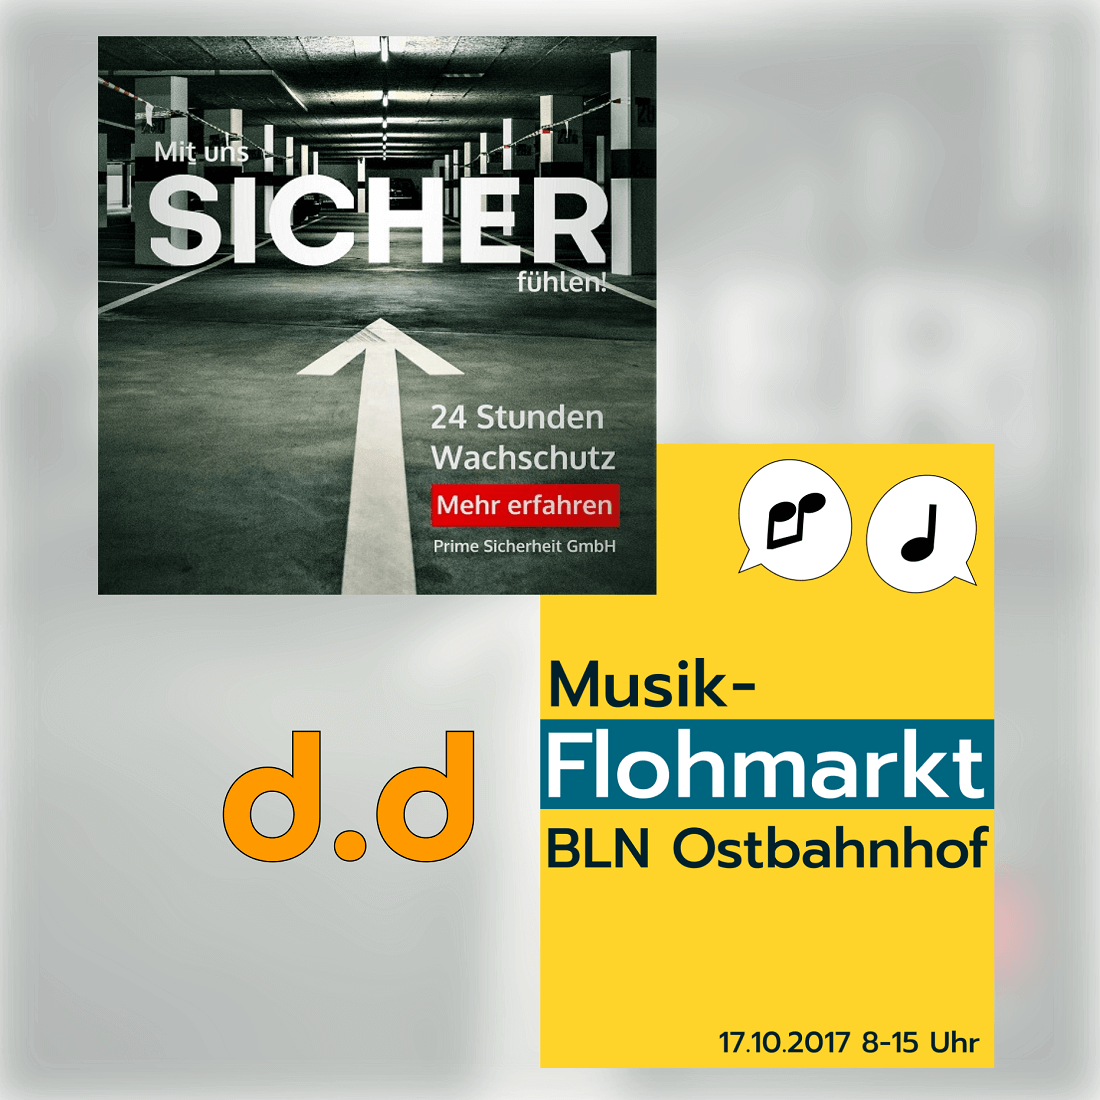 Mit uns
SICHER
fühlen!
24 Stunden
Wachschutz
Mehr erfahren
Prime Sicherheit GmbH
Musik-
Flohmarkt
BLN Ostbahnhof
17.10.2017 8-15 Uhr
d.d